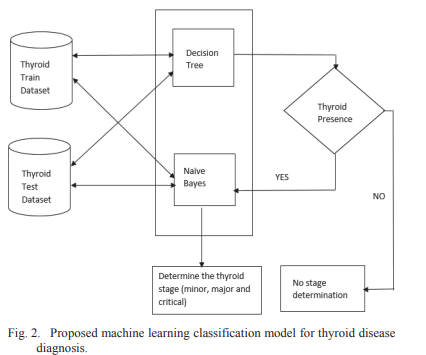 Thyroid
Train
Dataset
Decision
Tree
Thyroid
Presence
Thyroid
Test
Dataset
Naïve
Bayes
YES
NO
Determine the thyroid
stage (minor, major and
critical)
No stage
determination
Fig. 2. Proposed machine learning classification model for thyroid disease
diagnosis.